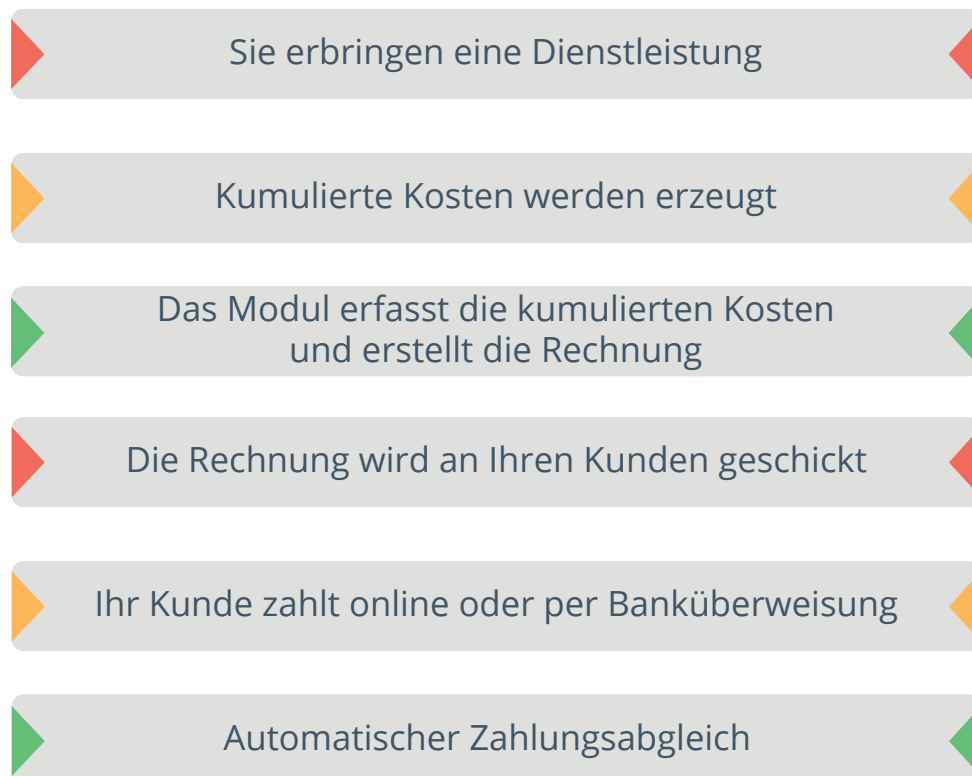 Sie erbringen eine Dienstleistung
Kumulierte Kosten werden erzeugt
Das Modul erfasst die kumulierten Kosten
und erstellt die Rechnung
Die Rechnung wird an Ihren Kunden geschickt
Ihr Kunde zahlt online oder per Banküberweisung
Automatischer Zahlungsabgleich